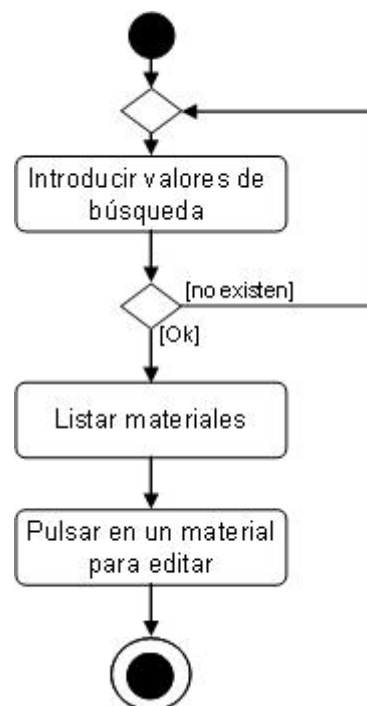 Introducir valores de
búsqueda
[no existen]
[Ok]
Listar materiales
Pulsar en un material
para editar